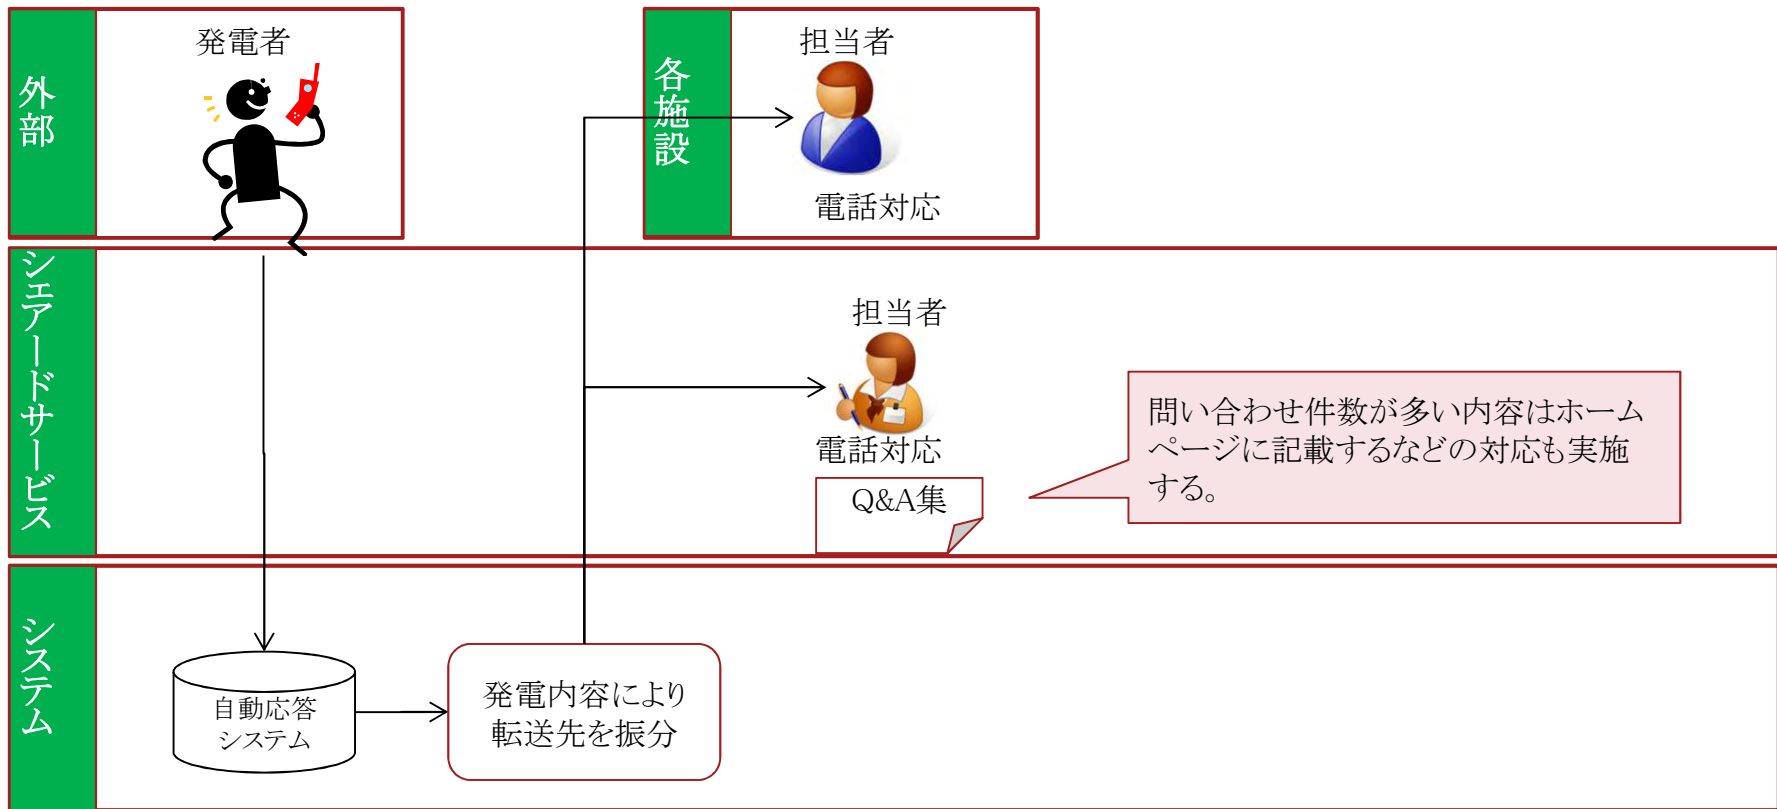 外部
発電者
各施設
担当者
電話対応
シェアードサービス
担当者
電話対応
Q&A集
問い合わせ件数が多い内容はホーム
ページに記載するなどの対応も実施
する。
システム
自動応答
システム
発電内容により
転送先を振分